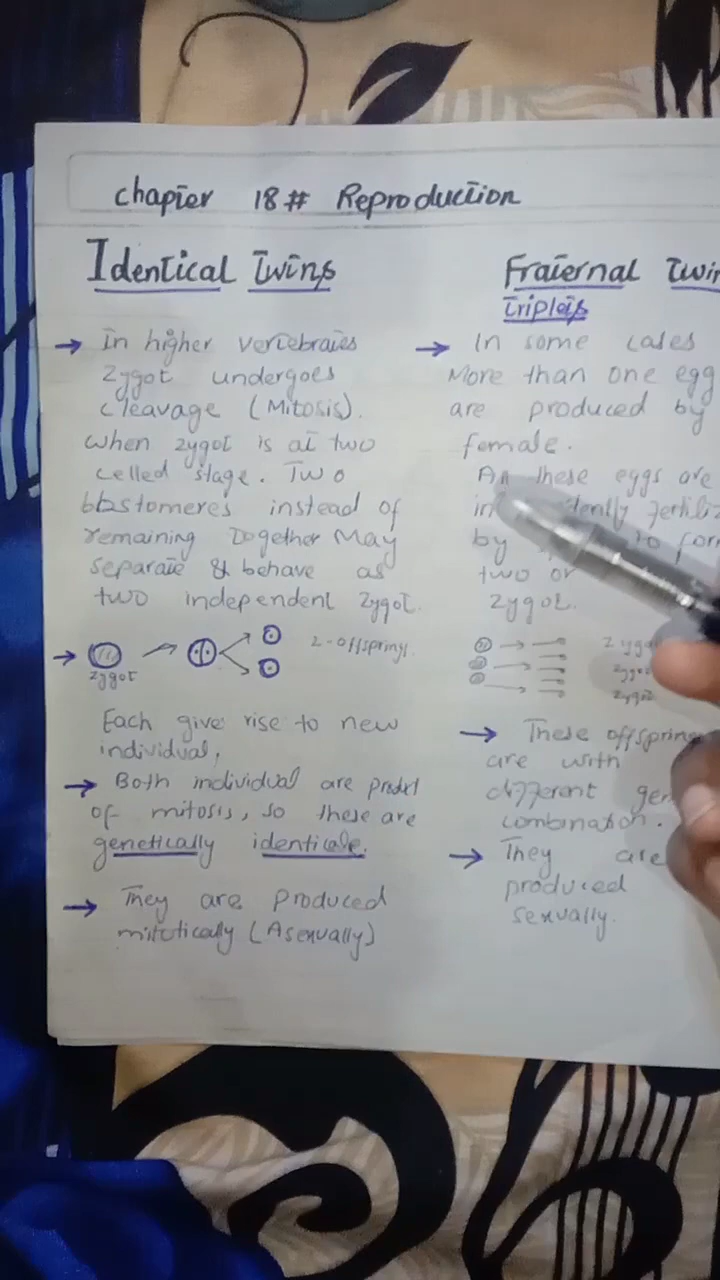 Chapter 18# Reproduction
Identical Twins
→ In higher vertebrates
Zygot undergoes
cleavage (Mitosis).
when zygot is at two
celled stage. Two
blastomeres instead of
remaining Together May
separate & behave as
two independent Zygot.
→ zygot 2-offsprings.
Each give rise to new
individual,
→ Both individual are
of mitosis, so these are
genetically identicale.
→ They are Produced
mitotically (Asexually)
Fraternal
Triplets
→ In some cases
More than one egg
are produced by
female.
these eggs are
by to
two or
Zygot.
→ These
are with
different
combination.
→ They are
produced
sexually.